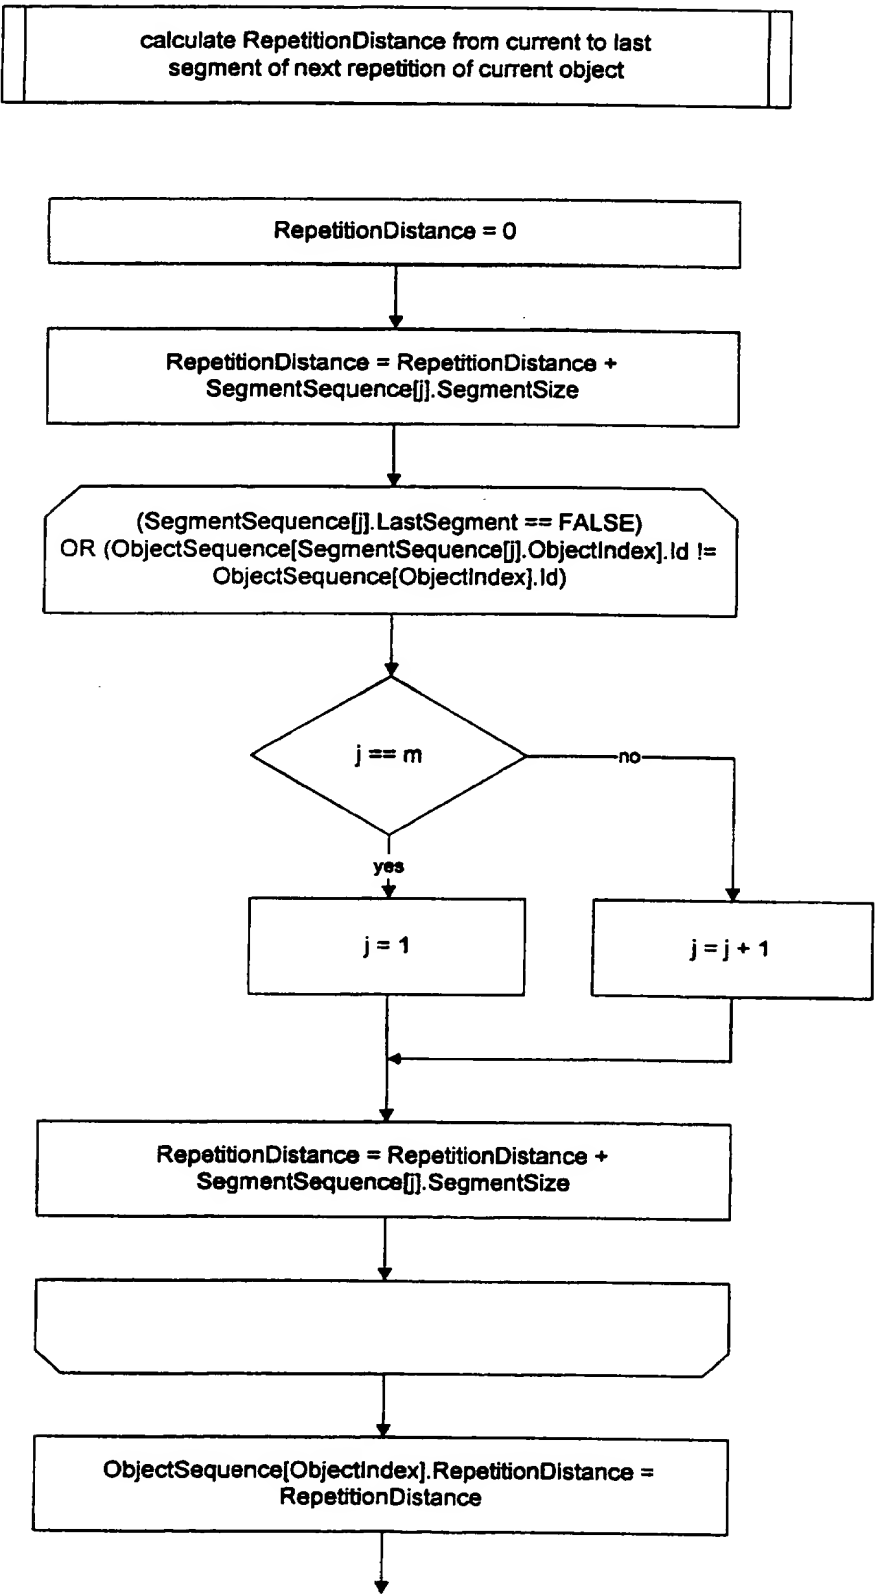 calculate RepetitionDistance from current to last
segment of next repetition of current object
RepetitionDistance = 0
RepetitionDistance = RepetitionDistance +
SegmentSequence[j].SegmentSize
(SegmentSequence[j].LastSegment == FALSE)
OR (ObjectSequence[SegmentSequence[j].ObjectIndex].Id !=
ObjectSequence[ObjectIndex].Id)
j == m
no
yes
j = 1
j = j + 1
RepetitionDistance = RepetitionDistance +
SegmentSequence[j].SegmentSize
ObjectSequence[ObjectIndex].RepetitionDistance =
RepetitionDistance